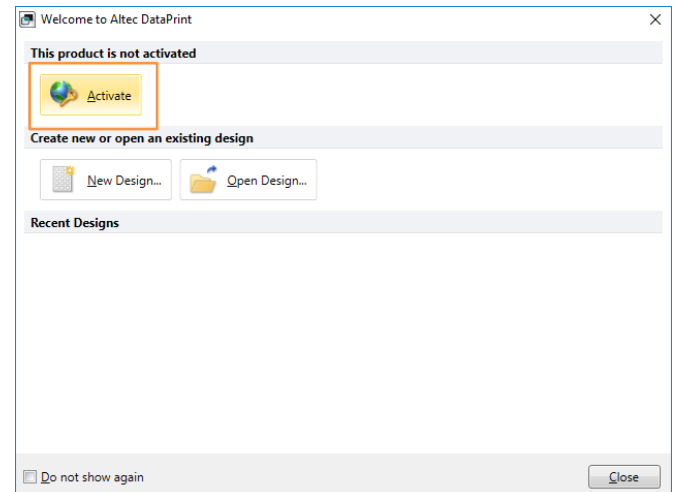 Welcome to Altec DataPrint
This product is not activated
Activate
Create new or open an existing design
New Design... Open Design...
Recent Designs
Do not show again Close